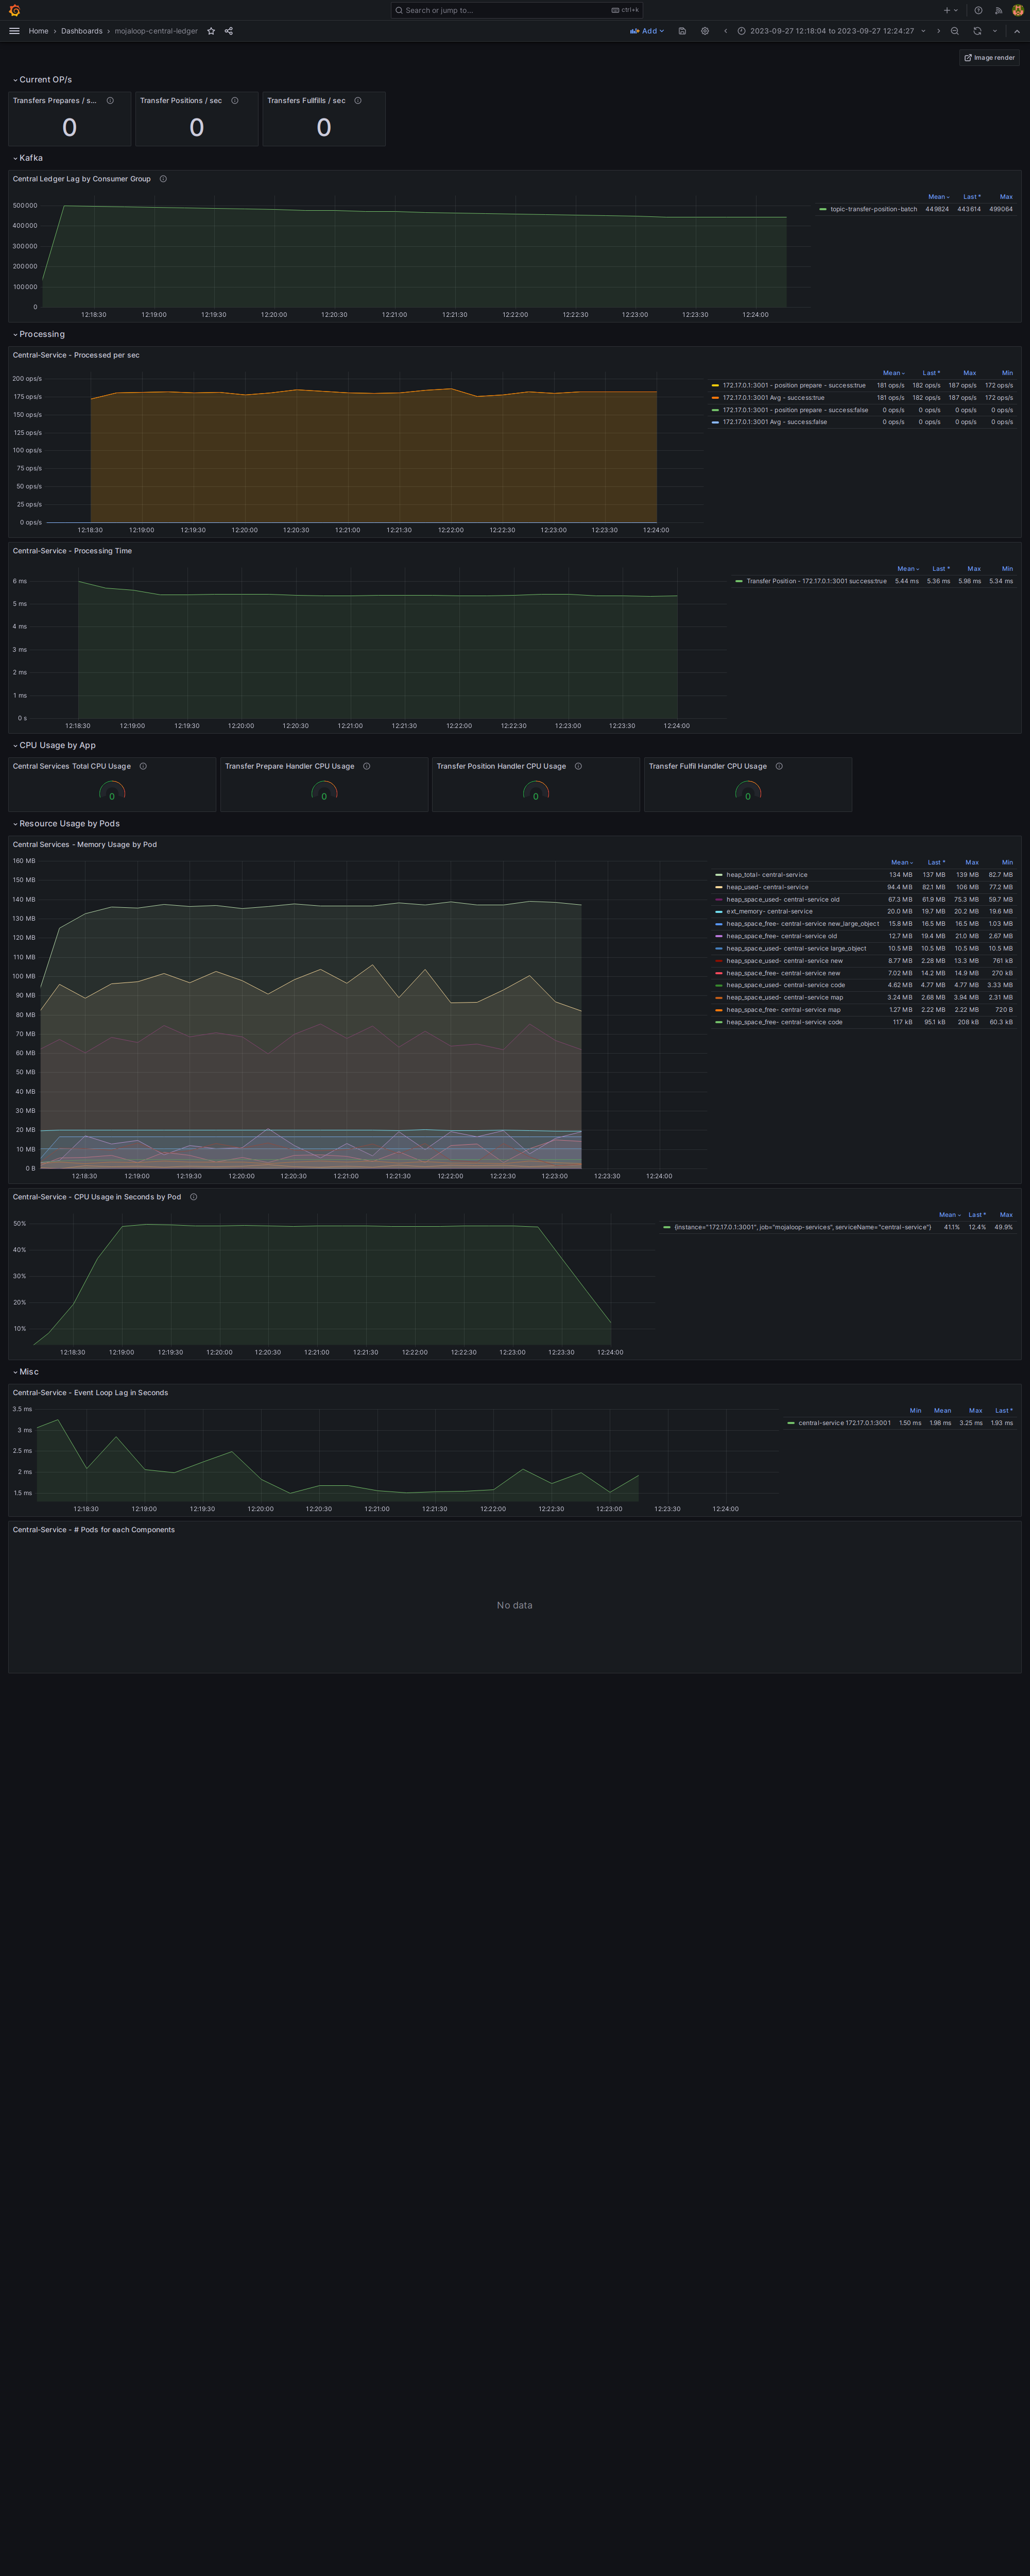 Search or jump to...
ctrl+k
Home › Dashboards › mojaloop-central-ledger
Add
2023-09-27 12:18:04 to 2023-09-27 12:24:27
Image render
Current OP/s
Transfers Prepares / s...
Transfer Positions / sec
Transfers Fullfills / sec
0
0
0
Kafka
Central Ledger Lag by Consumer Group
500000
400000
300000
200000
100000
0
12:18:30 12:19:00 12:19:30 12:20:00 12:20:30 12:21:00 12:21:30 12:22:00 12:22:30 12:23:00 12:23:30 12:24:00
Mean Last * Max
topic-transfer-position-batch 449824 443614 499064
Processing
Central-Service - Processed per sec
200 ops/s
175 ops/s
150 ops/s
125 ops/s
100 ops/s
75 ops/s
50 ops/s
25 ops/s
0 ops/s
12:18:30 12:19:00 12:19:30 12:20:00 12:20:30 12:21:00 12:21:30 12:22:00 12:22:30 12:23:00 12:23:30 12:24:00
Mean Last * Max Min
172.17.0.1:3001 - position prepare - success:true 181 ops/s 182 ops/s 187 ops/s 172 ops/s
172.17.0.1:3001 Avg - success:true 181 ops/s 182 ops/s 187 ops/s 172 ops/s
172.17.0.1:3001 - position prepare - success:false 0 ops/s 0 ops/s 0 ops/s 0 ops/s
172.17.0.1:3001 Avg - success:false 0 ops/s 0 ops/s 0 ops/s 0 ops/s
Central-Service - Processing Time
6 ms
5 ms
4 ms
3 ms
2 ms
1 ms
0 s
12:18:30 12:19:00 12:19:30 12:20:00 12:20:30 12:21:00 12:21:30 12:22:00 12:22:30 12:23:00 12:23:30 12:24:00
Mean Last * Max Min
Transfer Position - 172.17.0.1:3001 success:true 5.44 ms 5.36 ms 5.98 ms 5.34 ms
CPU Usage by App
Central Services Total CPU Usage
Transfer Prepare Handler CPU Usage
Transfer Position Handler CPU Usage
Transfer Fulfil Handler CPU Usage
0
0
0
0
Resource Usage by Pods
Central Services - Memory Usage by Pod
160 MB
150 MB
140 MB
130 MB
120 MB
110 MB
100 MB
90 MB
80 MB
70 MB
60 MB
50 MB
40 MB
30 MB
20 MB
10 MB
0 B
12:18:30 12:19:00 12:19:30 12:20:00 12:20:30 12:21:00 12:21:30 12:22:00 12:22:30 12:23:00 12:23:30 12:24:00
Mean Last * Max Min
heap_total- central-service 134 MB 137 MB 139 MB 82.7 MB
heap_used- central-service 94.4 MB 82.1 MB 106 MB 77.2 MB
heap_space_used- central-service old 67.3 MB 61.9 MB 75.3 MB 59.7 MB
ext_memory- central-service 20.0 MB 19.7 MB 20.2 MB 19.6 MB
heap_space_free- central-service new_large_object 15.8 MB 16.5 MB 16.5 MB 1.03 MB
heap_space_free- central-service old 12.7 MB 19.4 MB 21.0 MB 2.67 MB
heap_space_used- central-service large_object 10.5 MB 10.5 MB 10.5 MB 10.5 MB
heap_space_used- central-service new 8.77 MB 2.28 MB 13.3 MB 761 kB
heap_space_free- central-service new 7.02 MB 14.2 MB 14.9 MB 270 kB
heap_space_used- central-service code 4.62 MB 4.77 MB 4.77 MB 3.33 MB
heap_space_used- central-service map 3.24 MB 2.68 MB 3.94 MB 2.31 MB
heap_space_free- central-service map 1.27 MB 2.22 MB 2.22 MB 720 B
heap_space_free- central-service code 117 kB 95.1 kB 208 kB 60.3 kB
Central-Service - CPU Usage in Seconds by Pod
50%
40%
30%
20%
10%
12:18:30 12:19:00 12:19:30 12:20:00 12:20:30 12:21:00 12:21:30 12:22:00 12:22:30 12:23:00 12:23:30 12:24:00
Mean Last * Max
{instance="172.17.0.1:3001", job="mojaloop-services", serviceName="central-service"} 41.1% 12.4% 49.9%
Misc
Central-Service - Event Loop Lag in Seconds
3.5 ms
3 ms
2.5 ms
2 ms
1.5 ms
12:18:30 12:19:00 12:19:30 12:20:00 12:20:30 12:21:00 12:21:30 12:22:00 12:22:30 12:23:00 12:23:30 12:24:00
Min Mean Max Last *
central-service 172.17.0.1:3001 1.50 ms 1.98 ms 3.25 ms 1.93 ms
Central-Service - # Pods for each Components
No data